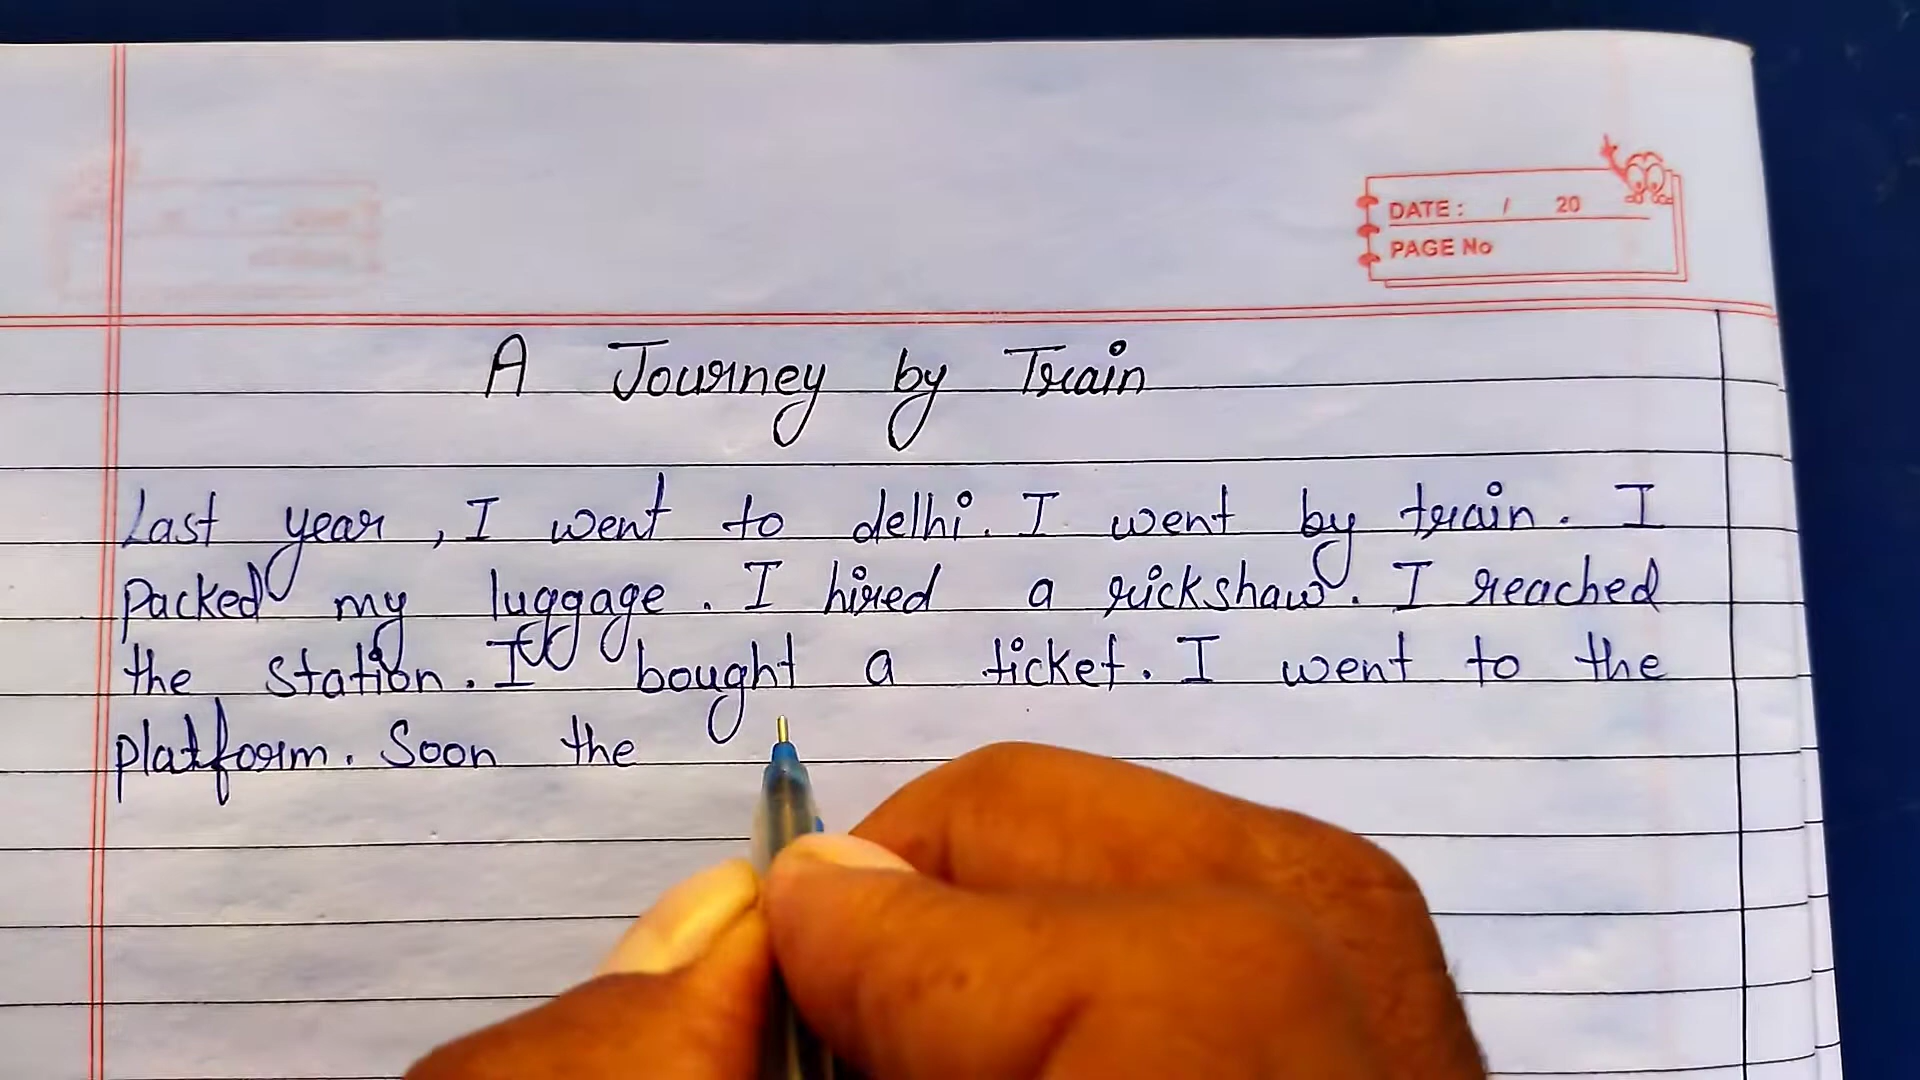 DATE: / 20
PAGE No
A Journey by Train
Last year, I went to delhi. I went by train. I
Packed my luggage. I hired a rickshaw. I reached
the station. I bought a ticket. I went to the
platform. Soon the